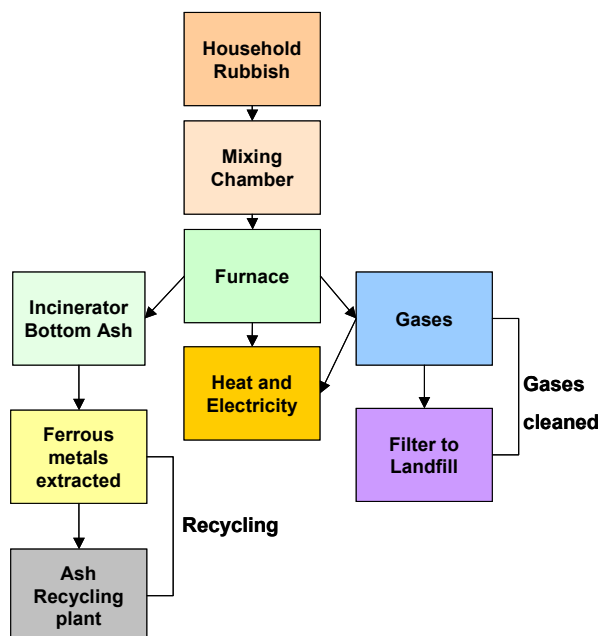 Household
Rubbish
Mixing
Chamber
Furnace
Incinerator
Bottom Ash
Gases
Heat and
Electricity
Gases
cleaned
Ferrous
metals
extracted
Filter to
Landfill
Recycling
Ash
Recycling
plant